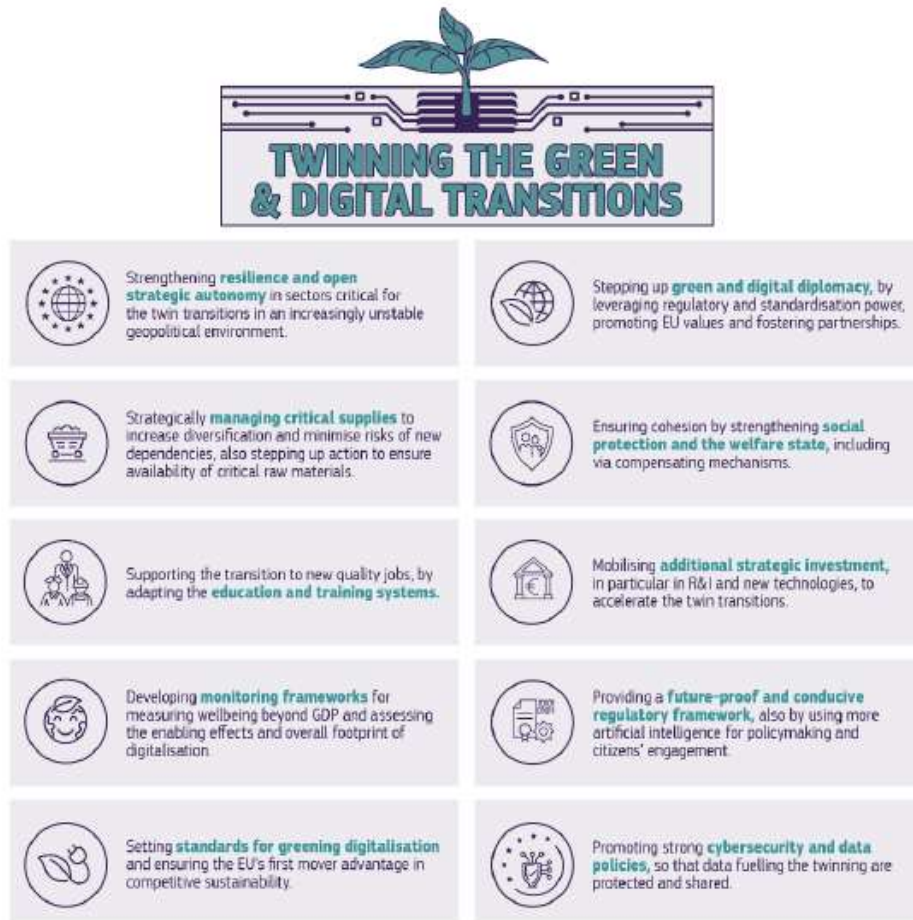 TWINNING THE GREEN
& DIGITAL TRANSITIONS
Strengthening resilience and open
strategic autonomy in sectors critical for
the twin transitions in an increasingly unstable
geopolitical environment.
Stepping up green and digital diplomacy, by
leveraging regulatory and standardisation power,
promoting EU values and fostering partnerships.
Strategically managing critical supplies to
increase diversification and minimise risks of new
dependencies, also stepping up action to ensure
availability of critical raw materials.
Ensuring cohesion by strengthening social
protection and the welfare state, including
via compensating mechanisms.
Supporting the transition to new quality jobs, by
adapting the education and training systems.
Mobilising additional strategic investment,
in particular in R&I and new technologies, to
accelerate the twin transitions.
Developing monitoring frameworks for
measuring wellbeing beyond GDP and assessing
the enabling effects and overall footprint of
digitalisation.
Providing a future-proof and conducive
regulatory framework, also by using more
artificial intelligence for policymaking and
citizens' engagement.
Setting standards for greening digitalisation
and ensuring the EU's first mover advantage in
competitive sustainability.
Promoting strong cybersecurity and data
policies, so that data fuelling the twinning are
protected and shared.